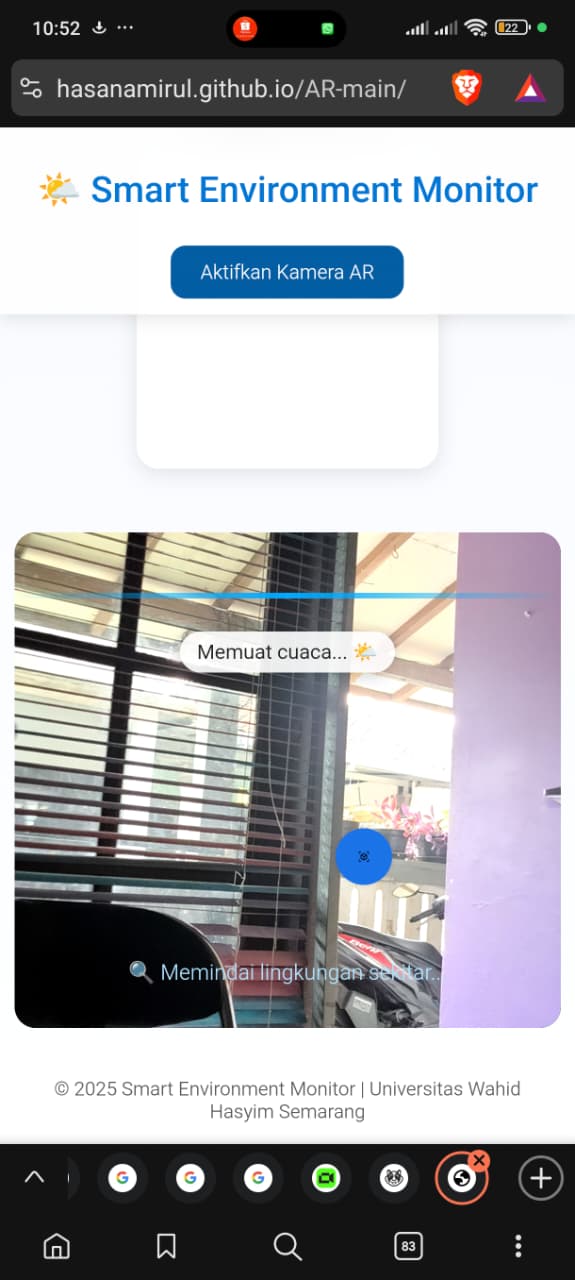 10:52
22
hasanamirul.github.io/AR-main/
Smart Environment Monitor
Aktifkan Kamera AR
Memuat cuaca...
Memindai lingkungan sekitar..
© 2025 Smart Environment Monitor | Universitas Wahid
Hasyim Semarang
83